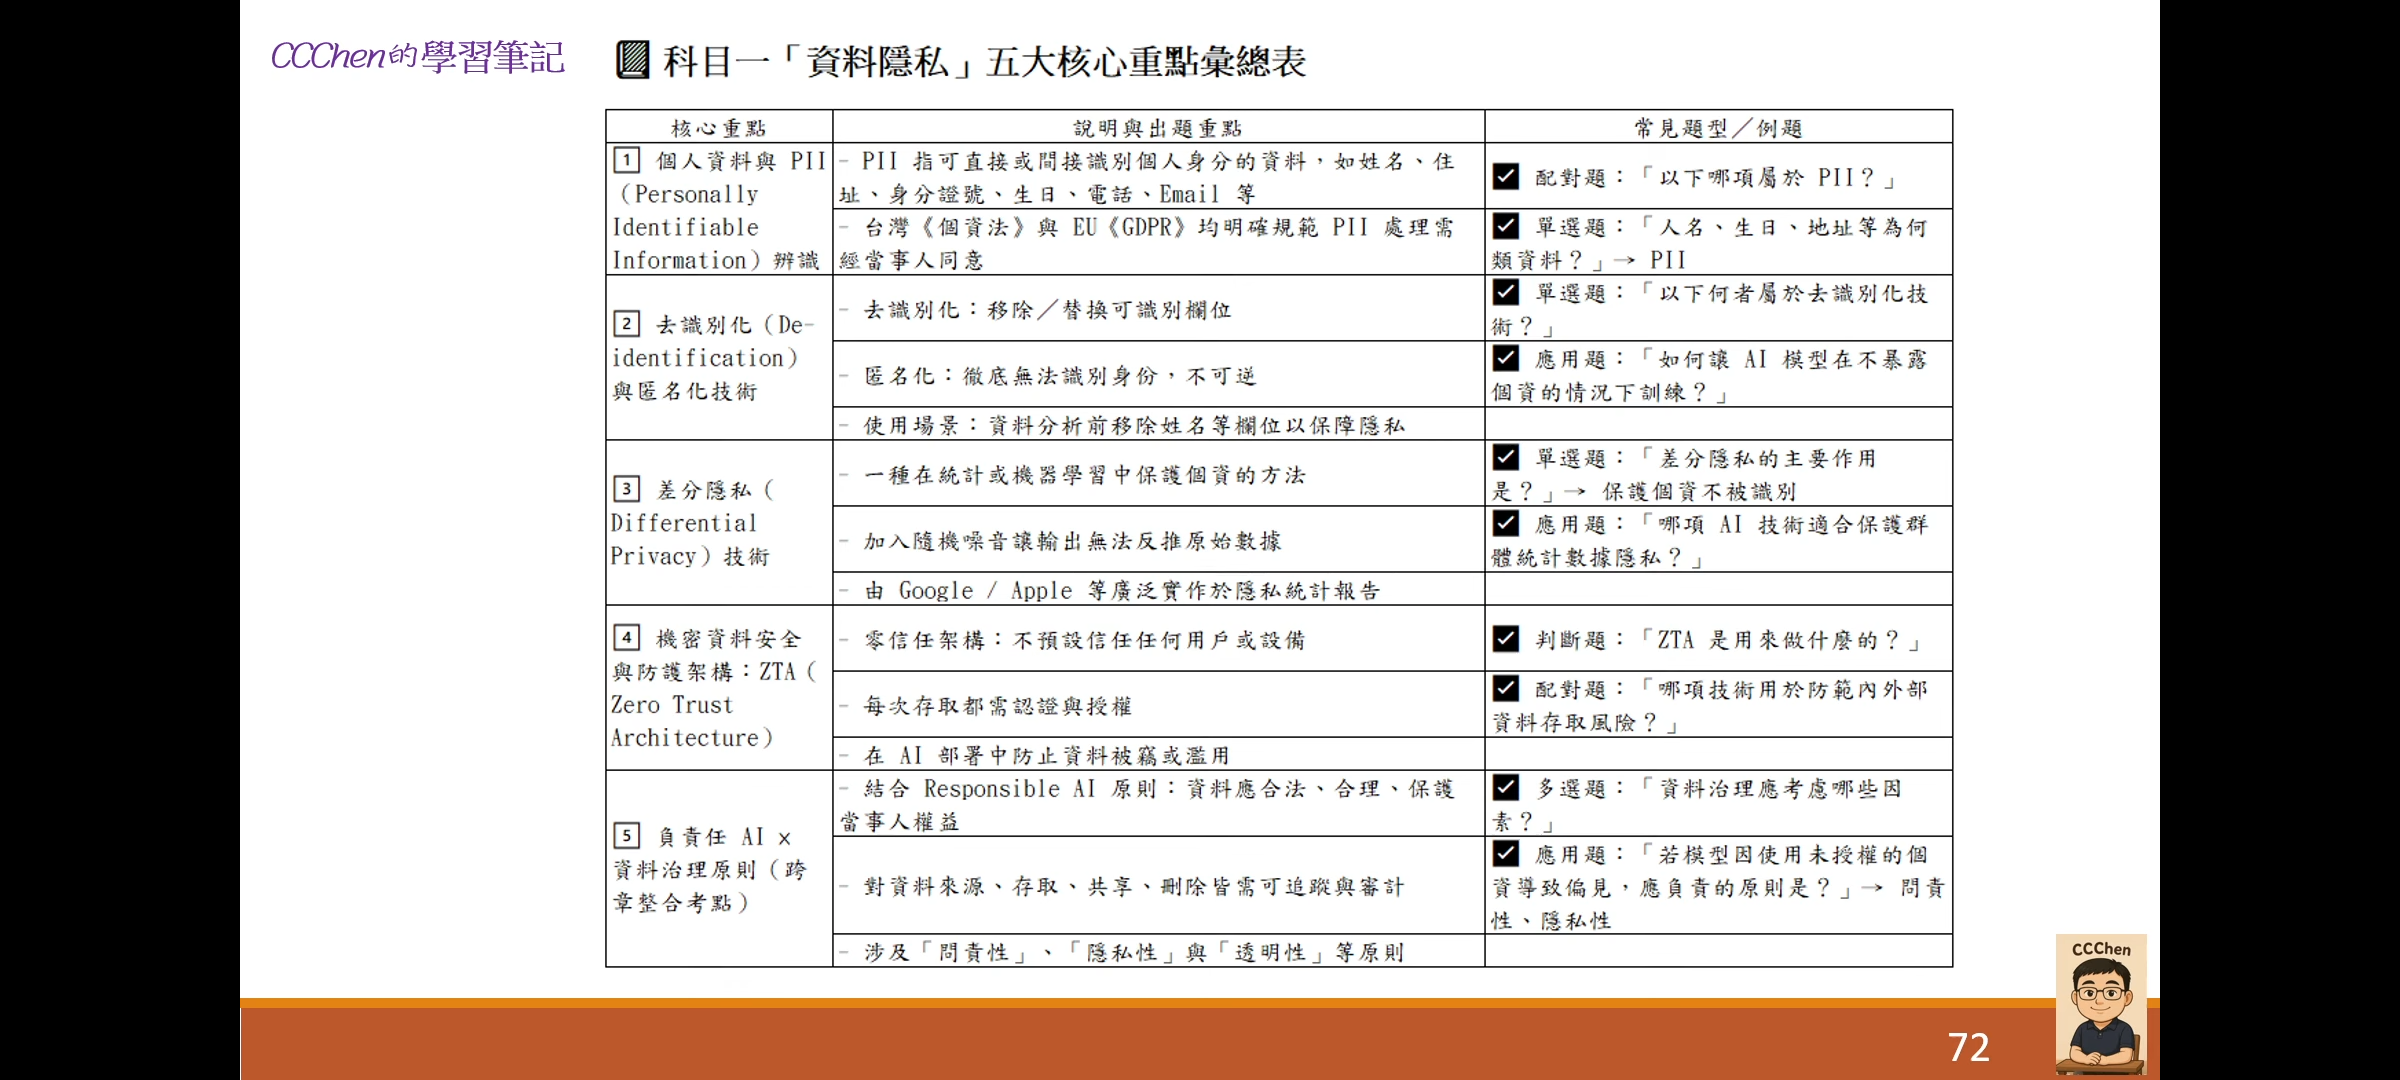 CCChen的學習筆記
科目一「資料隱私」五大核心重點彙總表
核心重點
說明與出題重點
常見題型／例題
1 個人資料與 PII
（Personally
Identifiable
Information）辨識
- PII 指可直接或間接識別個人身分的資料，如姓名、住
址、身分證號、生日、電話、Email 等
✓ 配對題：「以下哪項屬於 PII？」
- 台灣《個資法》與 EU《GDPR》均明確規範 PII 處理需
經當事人同意
✓ 單選題：「人名、生日、地址等為何
類資料？」→ PII
2 去識別化（De-
identification）
與匿名化技術
- 去識別化：移除／替換可識別欄位
✓ 單選題：「以下何者屬於去識別化技
術？」
- 匿名化：徹底無法識別身份，不可逆
✓ 應用題：「如何讓 AI 模型在不暴露
個資的情況下訓練？」
- 使用場景：資料分析前移除姓名等欄位以保障隱私
3 差分隱私（
Differential
Privacy）技術
- 一種在統計或機器學習中保護個資的方法
✓ 單選題：「差分隱私的主要作用
是？」→ 保護個資不被識別
- 加入隨機噪音讓輸出無法反推原始數據
✓ 應用題：「哪項 AI 技術適合保護群
體統計數據隱私？」
- 由 Google / Apple 等廣泛實作於隱私統計報告
4 機密資料安全
與防護架構：ZTA（
Zero Trust
Architecture）
- 零信任架構：不預設信任任何用戶或設備
✓ 判斷題：「ZTA 是用來做什麼的？」
- 每次存取都需認證與授權
✓ 配對題：「哪項技術用於防範內外部
資料存取風險？」
- 在 AI 部署中防止資料被竊或濫用
5 負責任 AI ×
資料治理原則（跨
章整合考點）
- 結合 Responsible AI 原則：資料應合法、合理、保護
當事人權益
✓ 多選題：「資料治理應考慮哪些因
素？」
- 對資料來源、存取、共享、刪除皆需可追蹤與審計
✓ 應用題：「若模型因使用未授權的個
資導致偏見，應負責的原則是？」→ 問責
性、隱私性
- 涉及「問責性」、「隱私性」與「透明性」等原則
CCChen
72